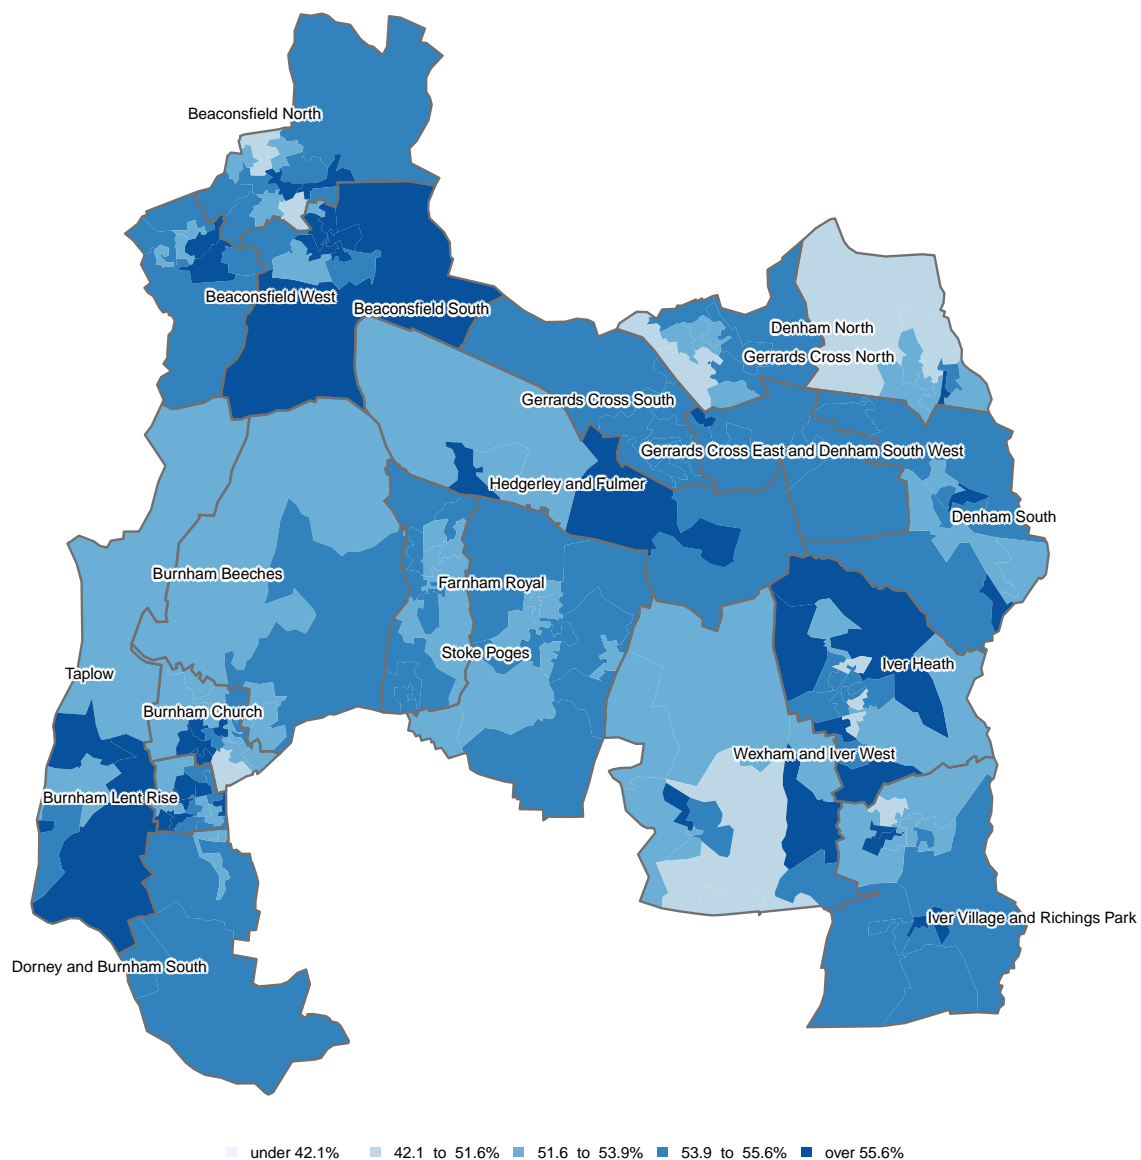 Beaconsfield North
Beaconsfield West
Beaconsfield South
Denham North
Gerrards Cross North
Gerrards Cross South
Gerrards Cross East and Denham South West
Hedgerley and Fulmer
Denham South
Burnham Beeches
Farnham Royal
Stoke Poges
Iver Heath
Taplow
Burnham Church
Wexham and Iver West
Burnham Lent Rise
Iver Village and Richings Park
Dorney and Burnham South
under 42.1% 42.1 to 51.6% 51.6 to 53.9% 53.9 to 55.6% over 55.6%